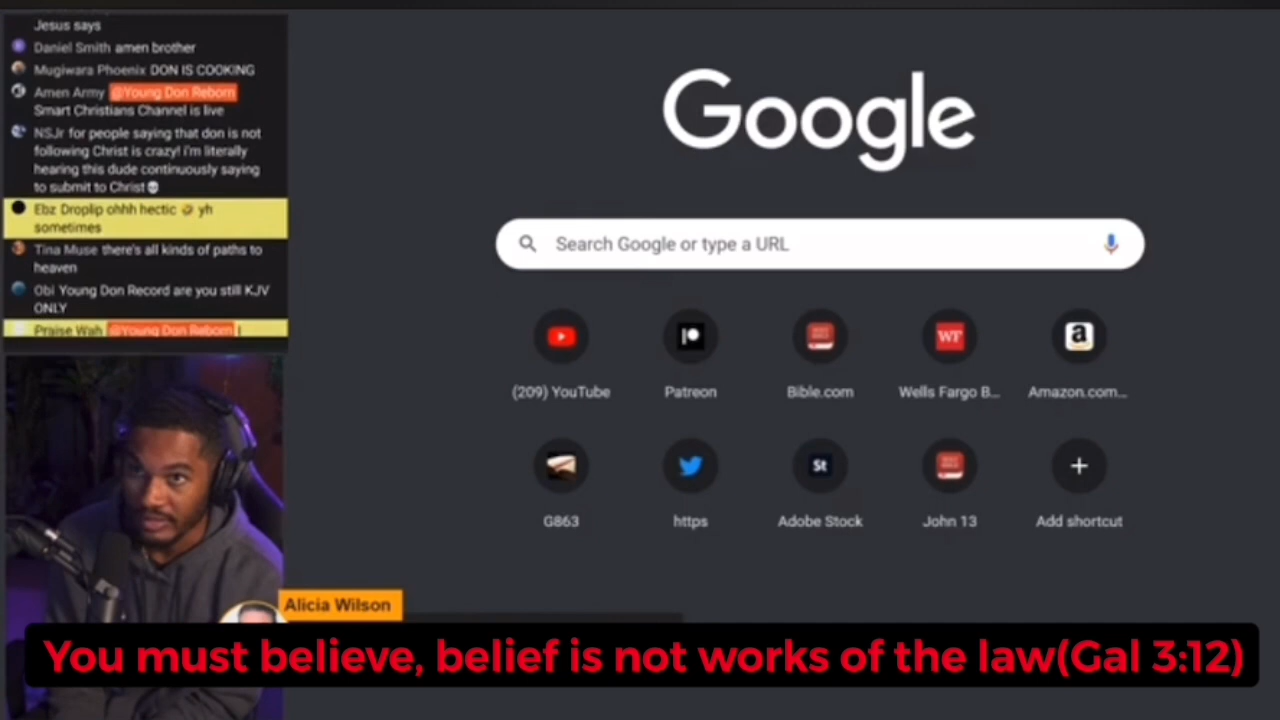 Jesus says
Daniel Smith amen brother
Mugiwara Phoenix DON IS COOKING
Amen Army @Young Don Reborn
Smart Christians Channel is live
NSJr for people saying that don is not
following Christ is crazy! i'm literally
hearing this dude continuously saying
to submit to Christ💀
Ebz Droplip ohhh hectic 🤣 yh
sometimes
Tina Muse there's all kinds of paths to
heaven
Obi Young Don Record are you still KJV
ONLY
Praise Wah @Young Don Reborn I
Google
Search Google or type a URL
(209) YouTube
Patreon
Bible.com
WF
Wells Fargo B...
a
Amazon.com...
G863
https
St
Adobe Stock
John 13
Add shortcut
Alicia Wilson
You must believe, belief is not works of the law(Gal 3:12)